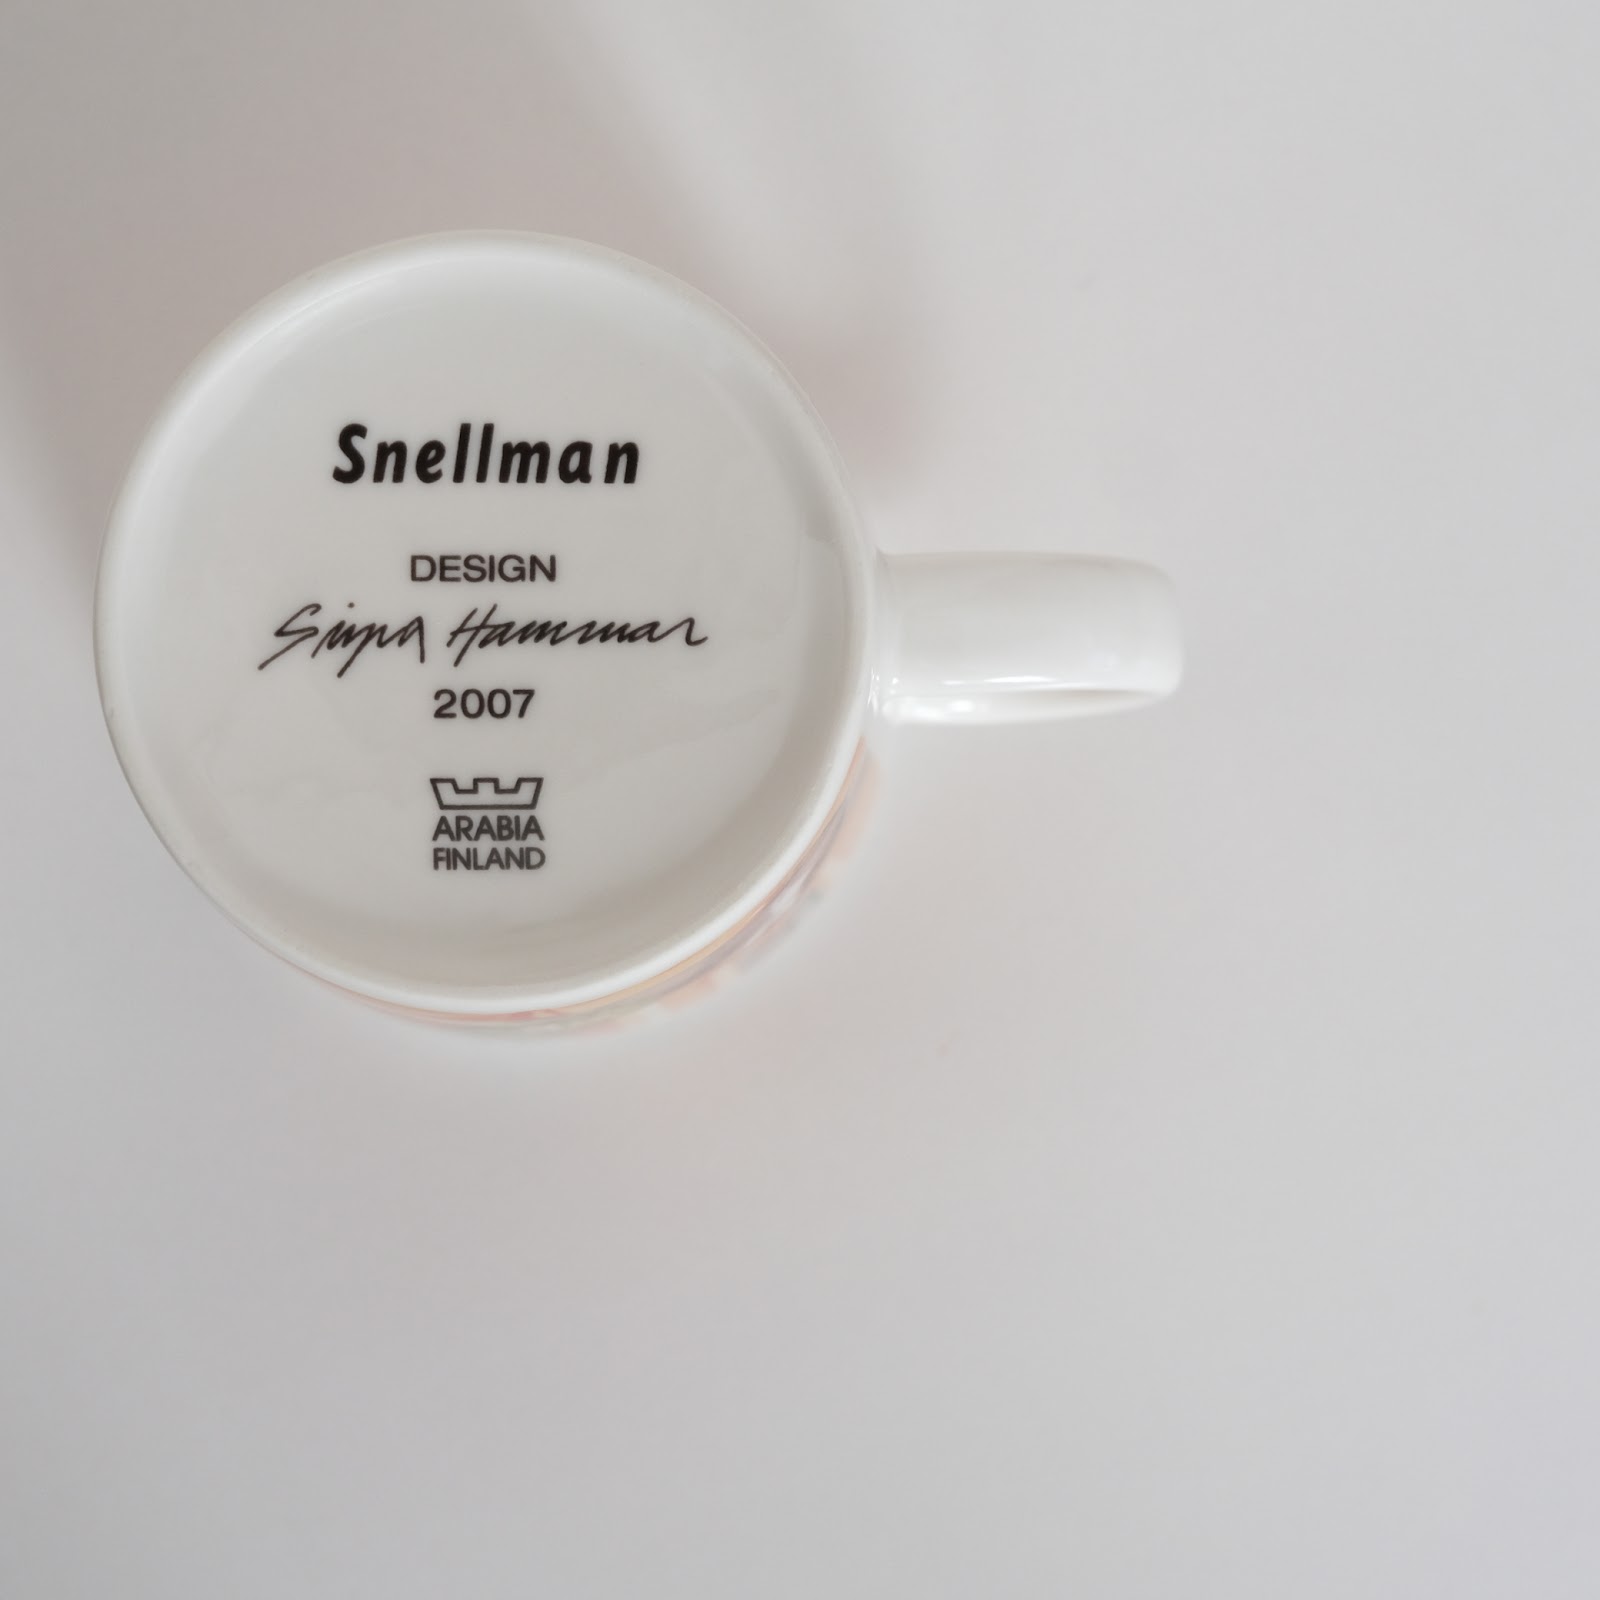 Snellman
DESIGN
Sirpa Hammar
2007
ARABIA
FINLAND